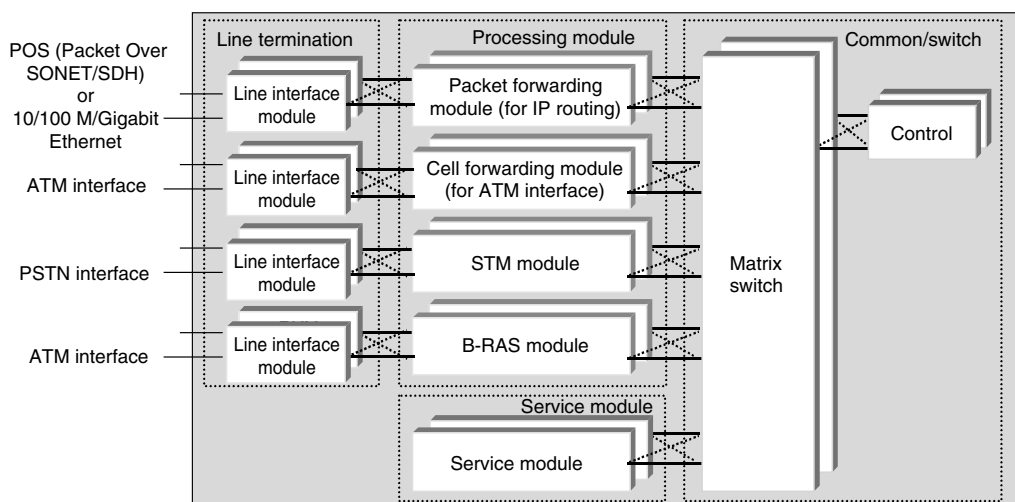 Line termination
Processing module
Common/switch
POS (Packet Over
SONET/SDH)
or
10/100 M/Gigabit
Ethernet
Line interface
module
Packet forwarding
module (for IP routing)
Control
ATM interface
Line interface
module
Cell forwarding module
(for ATM interface)
PSTN interface
Line interface
module
STM module
Matrix
switch
ATM interface
Line interface
module
B-RAS module
Service module
Service module